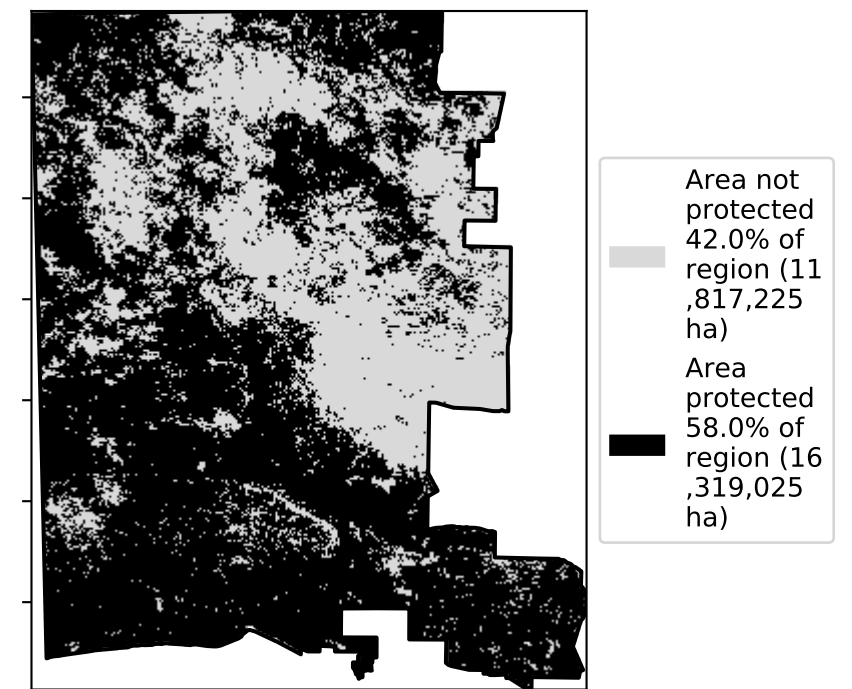 Area not
protected
42.0% of
region (11
,817,225
ha)
Area
protected
58.0% of
region (16
,319,025
ha)